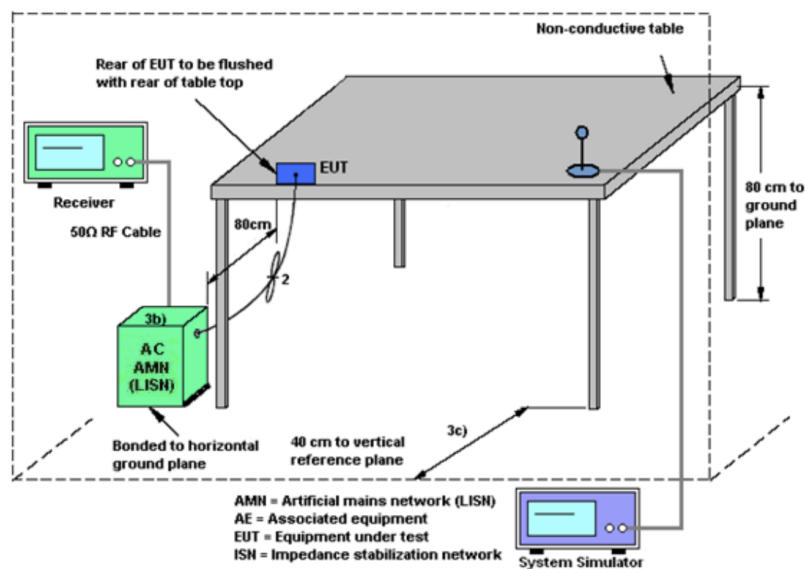 Non-conductive table
Rear of EUT to be flushed
with rear of table top
EUT
Receiver
80 cm to
ground
plane
50Ω RF Cable
80cm
2
3b)
AC
AMN
(LISN)
3c)
Bonded to horizontal
ground plane
40 cm to vertical
reference plane
AMN = Artificial mains network (LISN)
AE = Associated equipment
EUT = Equipment under test
ISN = Impedance stabilization network
System Simulator